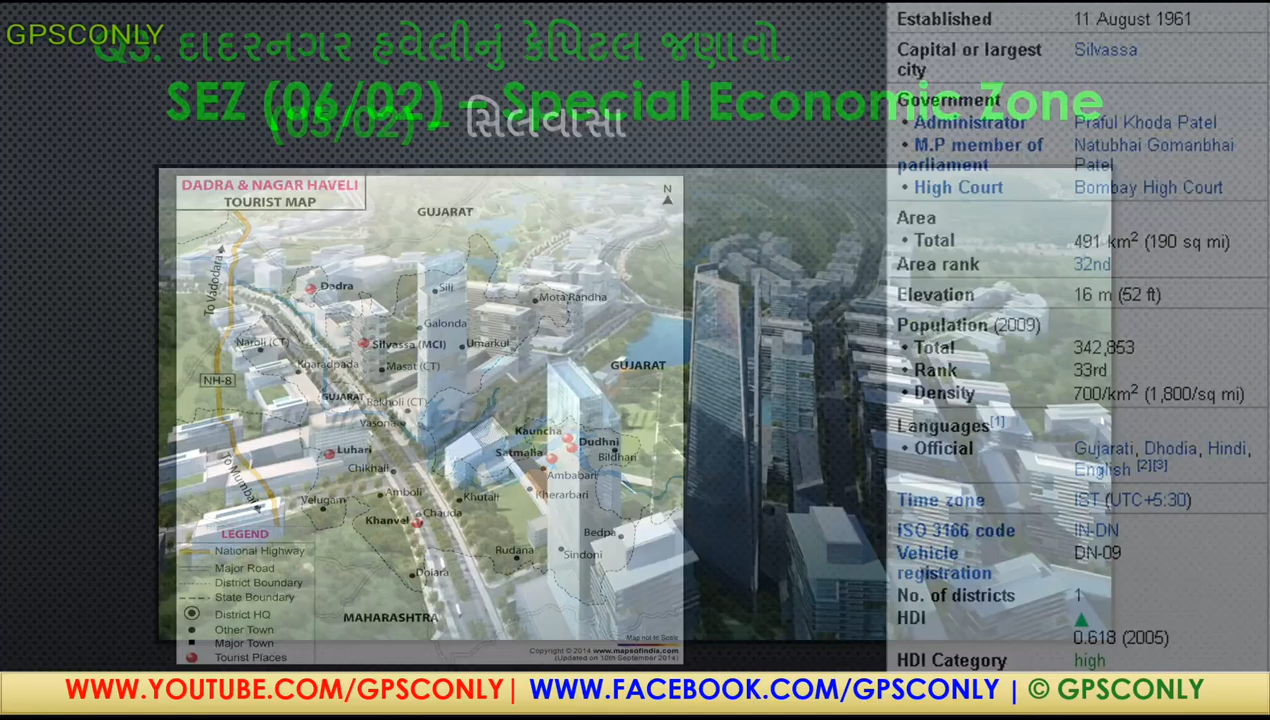 GPSCONLY
Q3. દાદરનગર હવેલીનું કેપિટલ જણાવો.
SEZ (06/02) – Special Economic Zone
(05/02) – સિલવાસા
DADRA & NAGAR HAVELI
TOURIST MAP
N
GUJARAT
To Vadodara
Dadra
Sili
Mota Randha
Galonda
Naroli (CT)
Silvassa (MCI)
Umarkui
Kharadpada
Masat (CT)
GUJARAT
NH-8
GUJARAT
Rakholi (CT)
Vasona
Kauncha
Dudhni
Luhari
Satmalia
Bildhan
Chikhali
Ambabari
To Mumbai
Velugam
Amboli
Khutali
Kherarbari
Khanvel
Chauda
Bedpa
Rudana
Sindoni
Dolara
MAHARASHTRA
LEGEND
National Highway
Major Road
District Boundary
State Boundary
District HQ
Other Town
Major Town
Tourist Places
Map not to Scale
Copyright © 2014 www.mapsofindia.com
(Updated on 10th September 2014)
Established 11 August 1961
Capital or largest city Silvassa
Government
• Administrator Praful Khoda Patel
• M.P member of parliament Natubhai Gomanbhai Patel
• High Court Bombay High Court
Area
• Total 491 km² (190 sq mi)
Area rank 32nd
Elevation 16 m (52 ft)
Population (2009)
• Total 342,853
• Rank 33rd
• Density 700/km² (1,800/sq mi)
Languages[1]
• Official Gujarati, Dhodia, Hindi, English [2][3]
Time zone IST (UTC+5:30)
ISO 3166 code IN-DN
Vehicle registration DN-09
No. of districts 1
HDI ▲ 0.618 (2005)
HDI Category high
WWW.YOUTUBE.COM/GPSCONLY | WWW.FACEBOOK.COM/GPSCONLY | © GPSCONLY